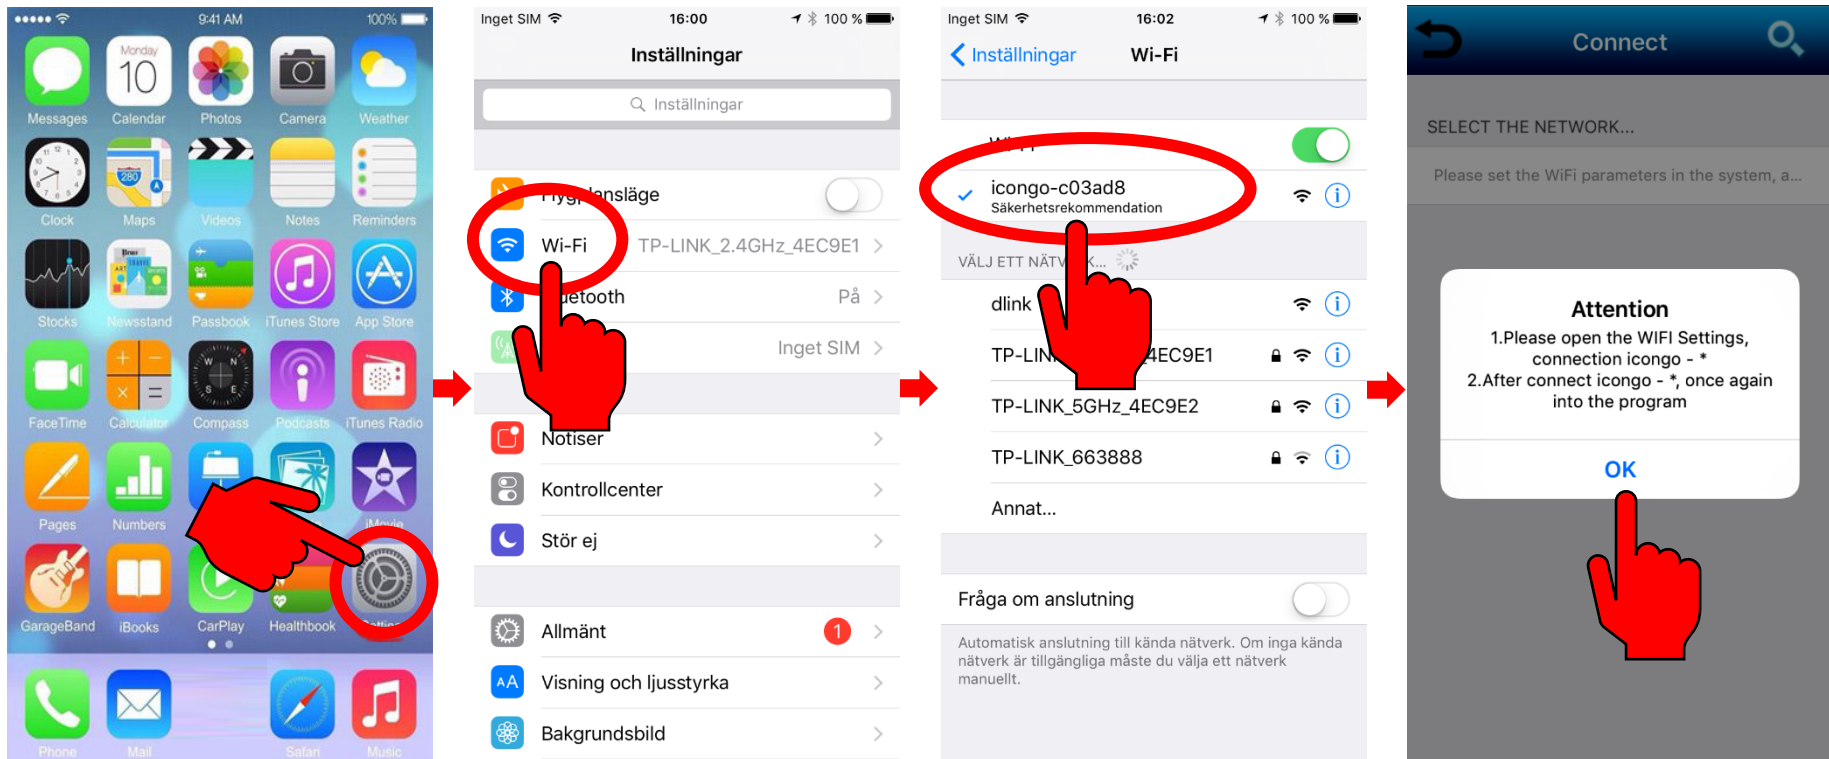 9:41 AM
100%
Monday
10
Messages
Calendar
Photos
Camera
Weather
280
Clock
Maps
Videos
Notes
Reminders
Stocks
Newsstand
Passbook
iTunes Store
App Store
FaceTime
Calculator
Compass
Podcasts
iTunes Radio
Pages
Numbers
iMovie
GarageBand
iBooks
CarPlay
Healthbook
Phone
Mail
Safari
Music
Inget SIM
16:00
100 %
Inställningar
Inställningar
Wi-Fi
TP-LINK_2.4GHz_4EC9E1
På
Inget SIM
Notiser
Kontrollcenter
Stör ej
Allmänt
1
AA
Visning och ljusstyrka
Bakgrundsbild
Inget SIM
16:02
100 %
Inställningar
Wi-Fi
icongo-c03ad8
Säkerhetsrekommendation
VÄLJ ETT
dlink
4EC9E1
TP-LINK_5GHz_4EC9E2
TP-LINK_663888
Annat...
Fråga om anslutning
Automatisk anslutning till kända nätverk. Om inga kända
nätverk är tillgängliga måste du välja ett nätverk
manuellt.
Connect
SELECT THE NETWORK...
Please set the WiFi parameters in the system, a...
Attention
1.Please open the WIFI Settings,
connection icongo - *
2.After connect icongo - *, once again
into the program
OK